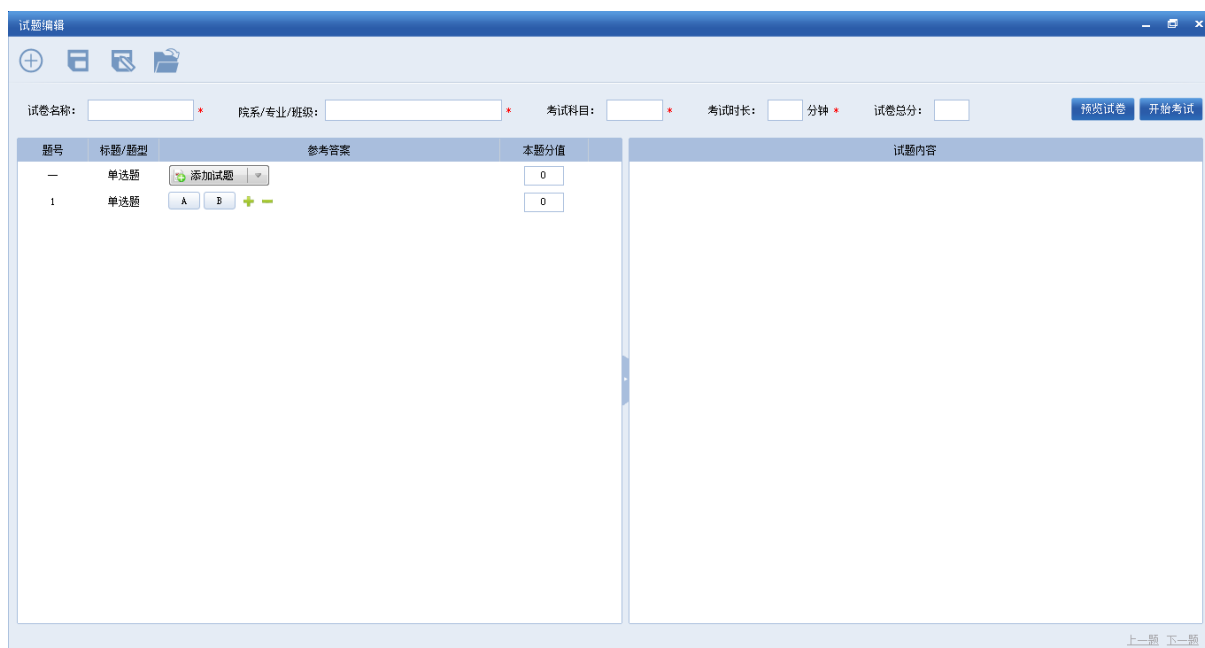 试题编辑
试卷名称: * 院系/专业/班级: * 考试科目: * 考试时长: 分钟 * 试卷总分: 预览试卷 开始考试
题号 标题/题型 参考答案 本题分值 试题内容
一 单选题 添加试题 0
1 单选题 A B 0
上一题 下一题